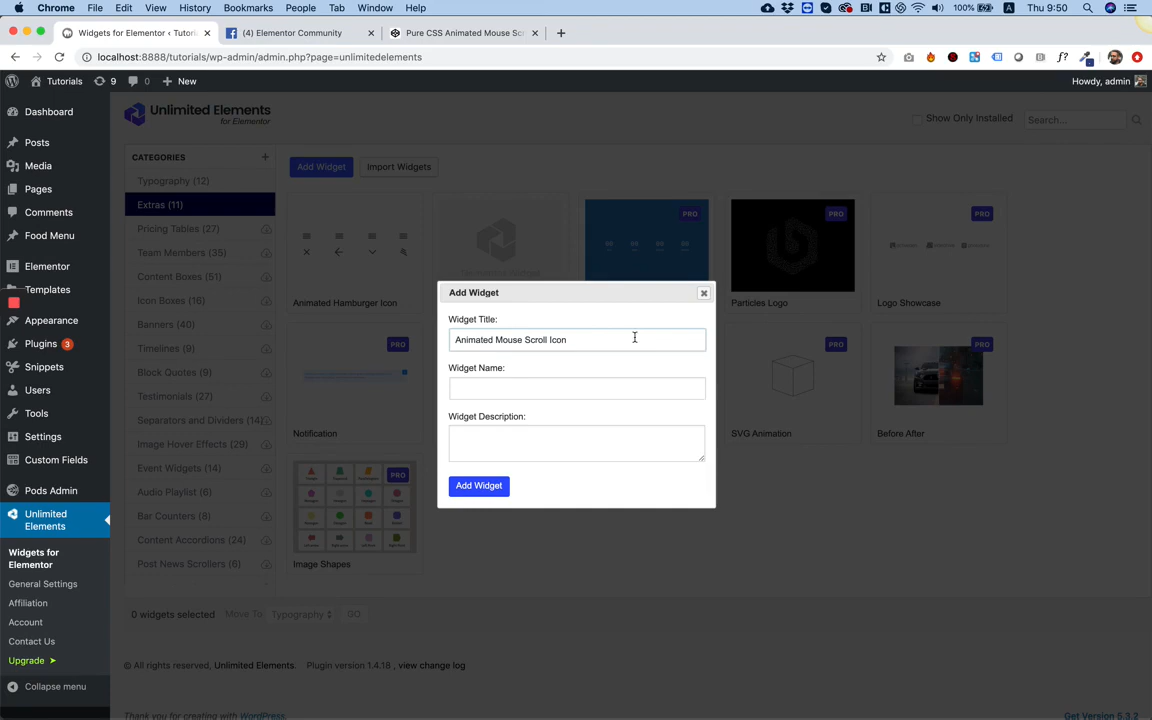 Chrome File Edit View History Bookmarks People Tab Window Help 100% Thu 9:50
Widgets for Elementor ‹ Tutori
(4) Elementor Community
Pure CSS Animated Mouse Scr
localhost:8888/tutorials/wp-admin/admin.php?page=unlimitedelements
Tutorials 9 0 New Howdy, admin
Dashboard
Posts
Media
Pages
Comments
Food Menu
Elementor
Templates
Appearance
Plugins 3
Snippets
Users
Tools
Settings
Custom Fields
Pods Admin
Unlimited
Elements
Widgets for
Elementor
General Settings
Affiliation
Account
Contact Us
Upgrade ➤
Collapse menu
Unlimited Elements
for Elementor
Show Only Installed
Search...
CATEGORIES +
Typography (12)
Extras (11)
Pricing Tables (27)
Team Members (35)
Content Boxes (51)
Icon Boxes (16)
Banners (40)
Timelines (9)
Block Quotes (9)
Testimonials (27)
Separators and Dividers (14)
Image Hover Effects (29)
Event Widgets (14)
Audio Playlist (6)
Bar Counters (8)
Content Accordions (24)
Post News Scrollers (6)
Add Widget
Import Widgets
PRO
PRO
PRO
Animated Hamburger Icon
Particles Logo
Logo Showcase
PRO
PRO
PRO
Notification
SVG Animation
Before After
PRO
Image Shapes
Add Widget
Widget Title:
Animated Mouse Scroll Icon
Widget Name:
Widget Description:
Add Widget
0 widgets selected Move To Typography GO
© All rights reserved, Unlimited Elements. Plugin version 1.4.18 , view change log
Thank you for creating with WordPress.
Get Version 5.3.2